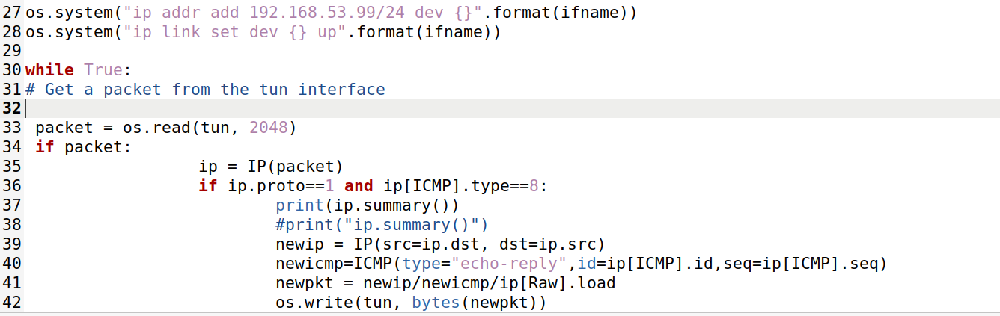 27 os.system("ip addr add 192.168.53.99/24 dev {}".format(ifname))
28 os.system("ip link set dev {} up".format(ifname))
29
30 while True:
31 # Get a packet from the tun interface
32
33  packet = os.read(tun, 2048)
34  if packet:
35                  ip = IP(packet)
36                  if ip.proto==1 and ip[ICMP].type==8:
37                          print(ip.summary())
38                          #print("ip.summary()")
39                          newip = IP(src=ip.dst, dst=ip.src)
40                          newicmp=ICMP(type="echo-reply",id=ip[ICMP].id,seq=ip[ICMP].seq)
41                          newpkt = newip/newicmp/ip[Raw].load
42                          os.write(tun, bytes(newpkt))